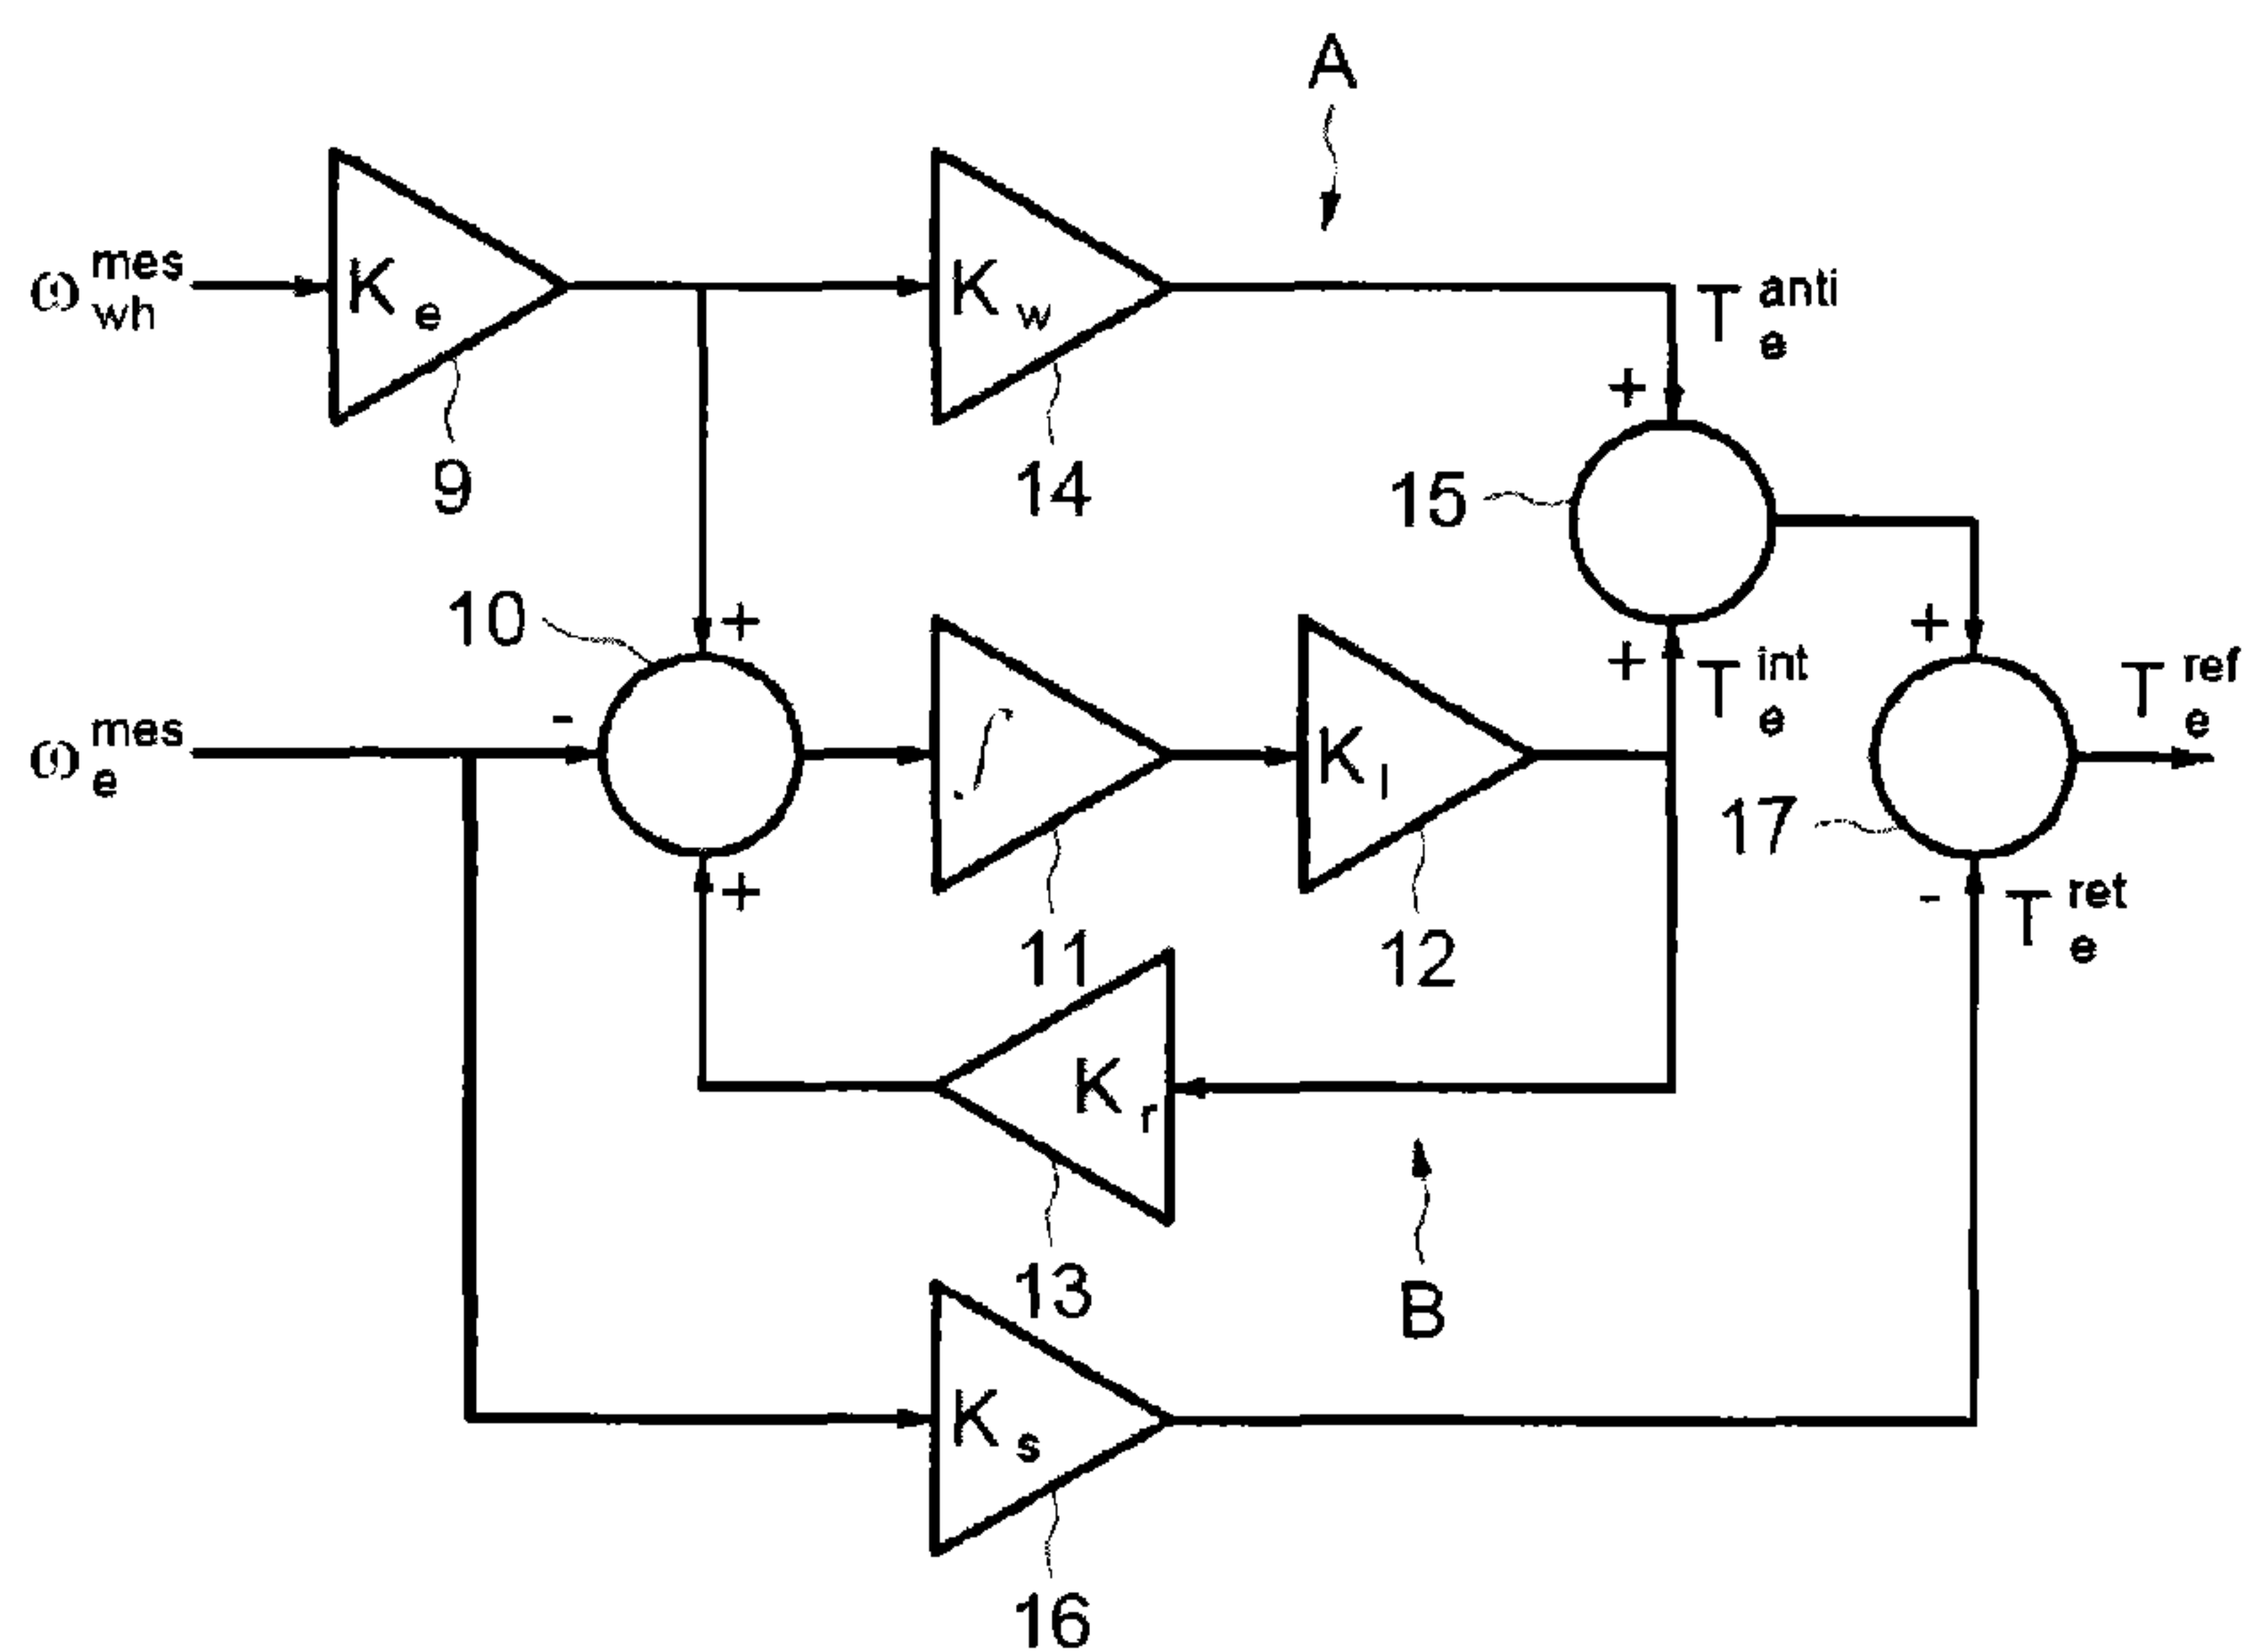 A
ω wh mes
K e
K w
T e anti
9
14
+
15
10
+
+
+
T e int
T e ref
ω e mes
-
∫
K I
17
+
11
12
-
T e ret
K r
13
B
K s
16